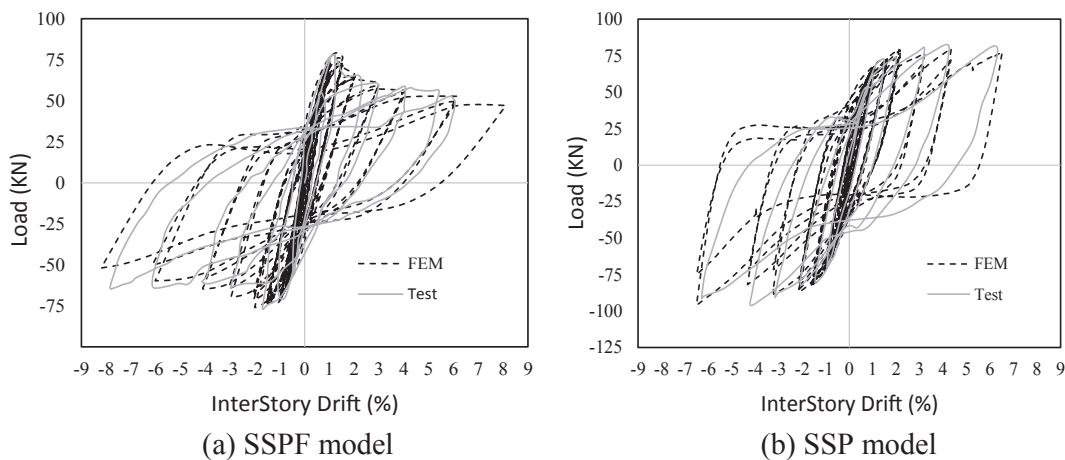 100
75
50
25
0
-25
-50
-75
Load (KN)
FEM
Test
-9 -8 -7 -6 -5 -4 -3 -2 -1 0 1 2 3 4 5 6 7 8 9
InterStory Drift (%)
(a) SSPF model
100
75
50
25
0
-25
-50
-75
-100
-125
Load (KN)
FEM
Test
-9 -8 -7 -6 -5 -4 -3 -2 -1 0 1 2 3 4 5 6 7 8 9
InterStory Drift (%)
(b) SSP model